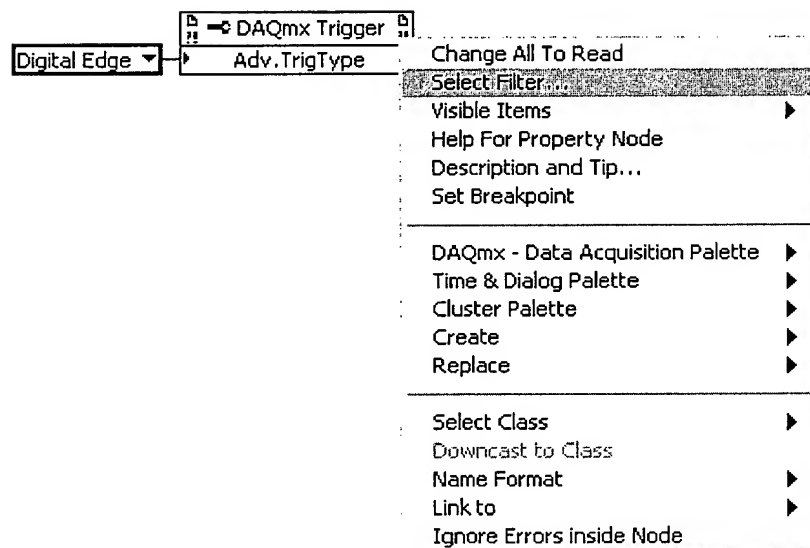 DAQmx Trigger
Digital Edge
Adv.TrigType
Change All To Read
Select Filter...
Visible Items
Help For Property Node
Description and Tip...
Set Breakpoint
DAQmx - Data Acquisition Palette
Time & Dialog Palette
Cluster Palette
Create
Replace
Select Class
Downcast to Class
Name Format
Link to
Ignore Errors inside Node